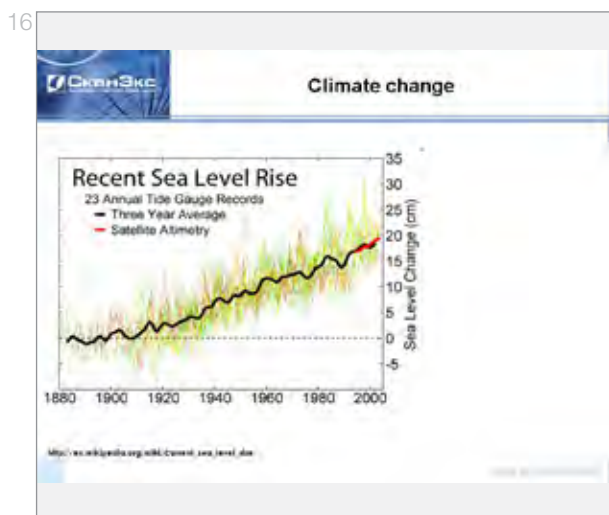 16
СканЭкс
Climate change
Recent Sea Level Rise
23 Annual Tide Gauge Records
Three Year Average
Satellite Altimetry
35
30
25
20
15
10
5
0
-5
Sea Level Change (cm)
1880 1900 1920 1940 1960 1980 2000